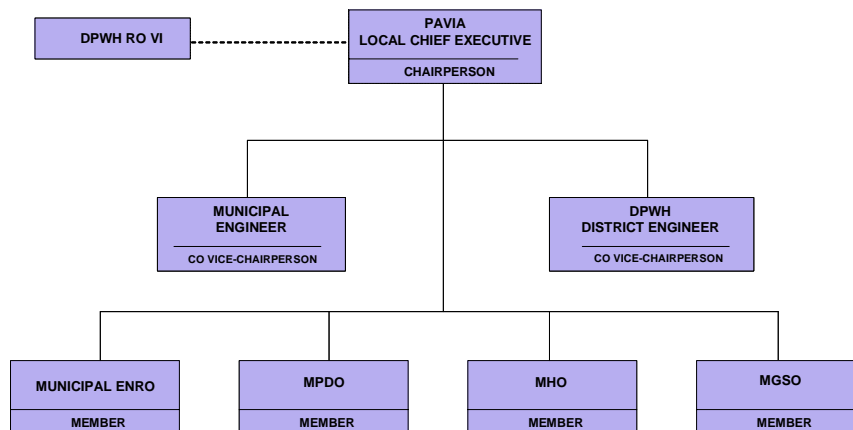 DPWH RO VI
PAVIA
LOCAL CHIEF EXECUTIVE
CHAIRPERSON
MUNICIPAL
ENGINEER
CO VICE-CHAIRPERSON
DPWH
DISTRICT ENGINEER
CO VICE-CHAIRPERSON
MUNICIPAL ENRO
MEMBER
MPDO
MEMBER
MHO
MEMBER
MGSO
MEMBER